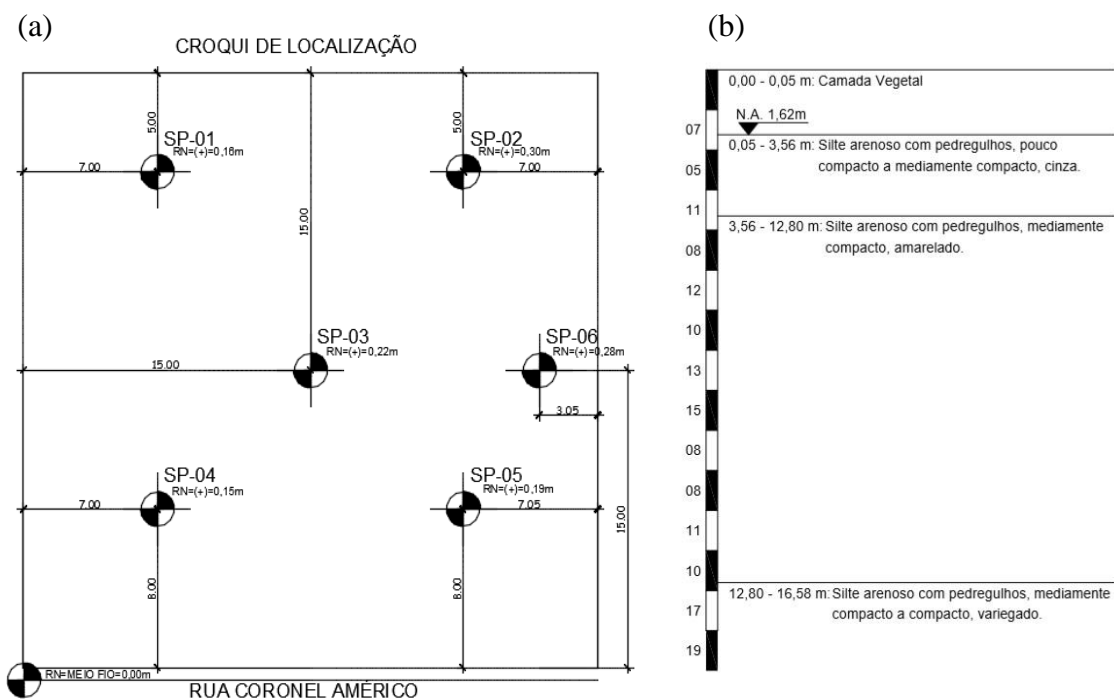 (a)
CROQUI DE LOCALIZAÇÃO
5.00
5.00
SP-01
RN=(+)=0,16m
SP-02
RN=(+)=0,30m
7.00
7.00
15.00
SP-03
RN=(+)=0,22m
SP-06
RN=(+)=0,28m
15.00
3.05
SP-04
RN=(+)=0,15m
SP-05
RN=(+)=0,19m
7.00
7.05
15.00
8.00
8.00
RN=MEIO FIO=0,00m
RUA CORONEL AMÉRICO
(b)
0,00 - 0,05 m: Camada Vegetal
N.A. 1,62m
07
0,05 - 3,56 m: Silte arenoso com pedregulhos, pouco
compacto a mediamente compacto, cinza.
05
11
3,56 - 12,80 m: Silte arenoso com pedregulhos, mediamente
compacto, amarelado.
08
12
10
13
15
08
08
11
10
12,80 - 16,58 m: Silte arenoso com pedregulhos, mediamente
compacto a compacto, variegado.
17
19